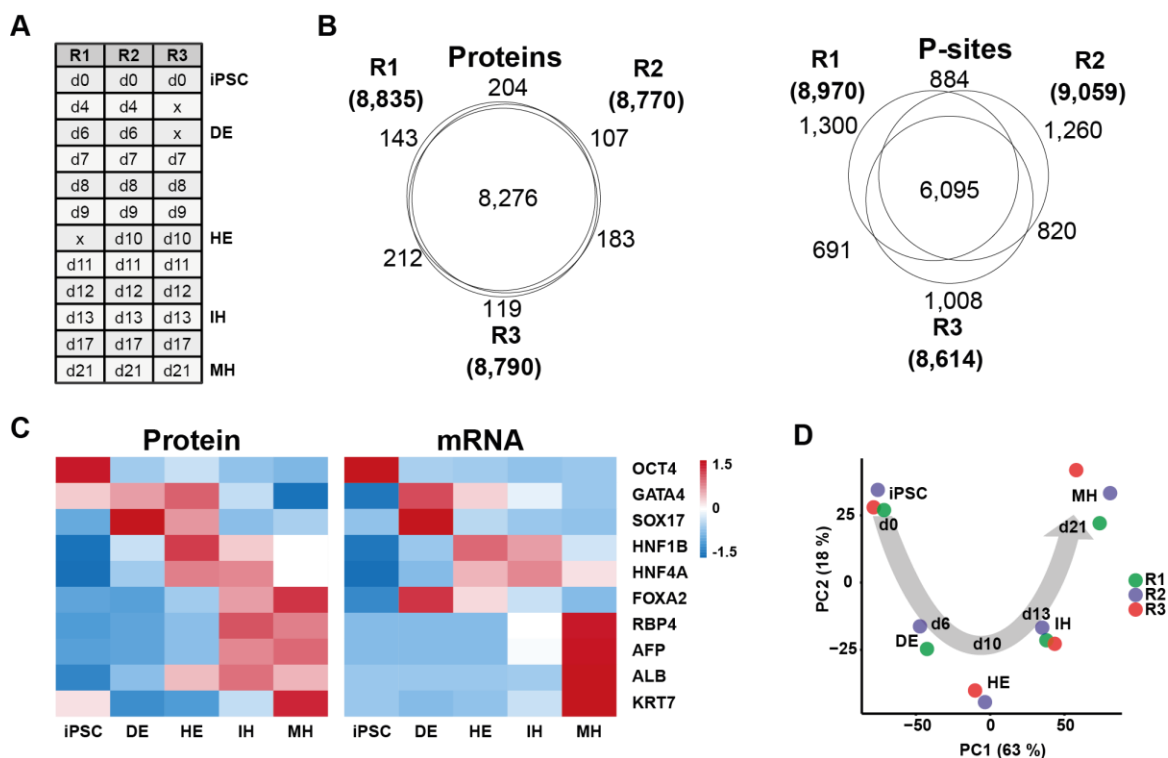 A
R1 R2 R3
d0 d0 d0 iPSC
d4 d4 x
d6 d6 x DE
d7 d7 d7
d8 d8 d8
d9 d9 d9
x d10 d10 HE
d11 d11 d11
d12 d12 d12
d13 d13 d13 IH
d17 d17 d17
d21 d21 d21 MH
B
Proteins
R1
(8,835)
204
R2
(8,770)
143
107
8,276
212
183
119
R3
(8,790)
P-sites
R1
(8,970)
884
R2
(9,059)
1,300
1,260
6,095
691
820
1,008
R3
(8,614)
C
Protein
mRNA
OCT4
GATA4
SOX17
HNF1B
HNF4A
FOXA2
RBP4
AFP
ALB
KRT7
1.5
0
-1.5
iPSC DE HE IH MH
iPSC DE HE IH MH
D
PC2 (18 %)
25
0
−25
iPSC
d0
MH
d21
DE
d6
d10
d13
IH
HE
R1
R2
R3
−50 0 50
PC1 (63 %)